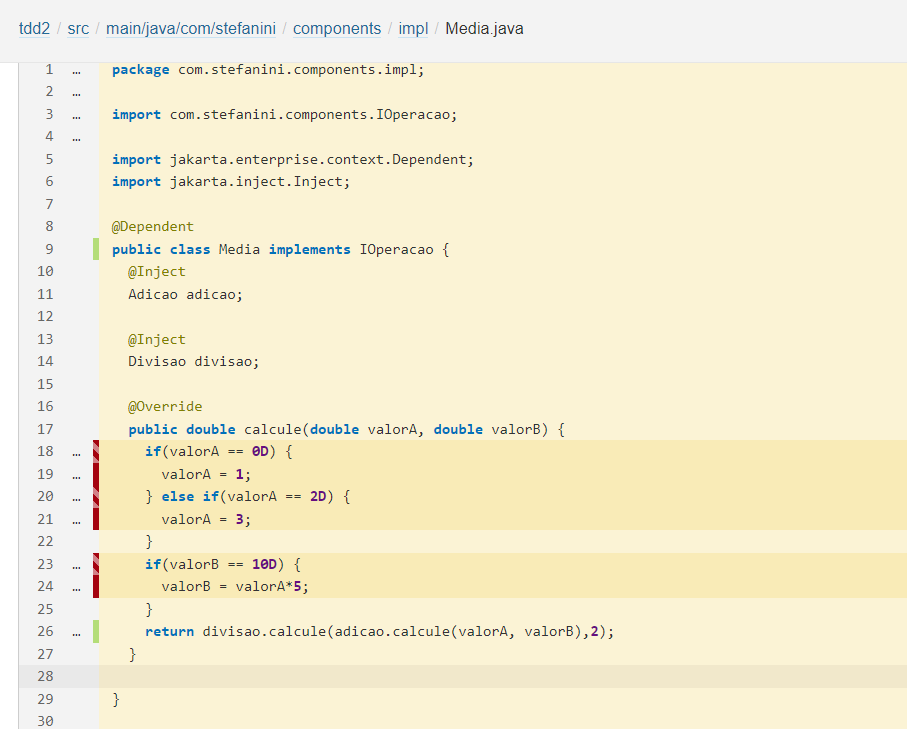 tdd2 / src / main/java/com/stefanini / components / impl / Media.java
1 … package com.stefanini.components.impl;
2 …
3 … import com.stefanini.components.IOperacao;
4 …
5 import jakarta.enterprise.context.Dependent;
6 import jakarta.inject.Inject;
7
8 @Dependent
9 public class Media implements IOperacao {
10 @Inject
11 Adicao adicao;
12
13 @Inject
14 Divisao divisao;
15
16 @Override
17 public double calcule(double valorA, double valorB) {
18 … if(valorA == 0D) {
19 … valorA = 1;
20 … } else if(valorA == 2D) {
21 … valorA = 3;
22 }
23 … if(valorB == 10D) {
24 … valorB = valorA*5;
25 }
26 … return divisao.calcule(adicao.calcule(valorA, valorB),2);
27 }
28
29 }
30